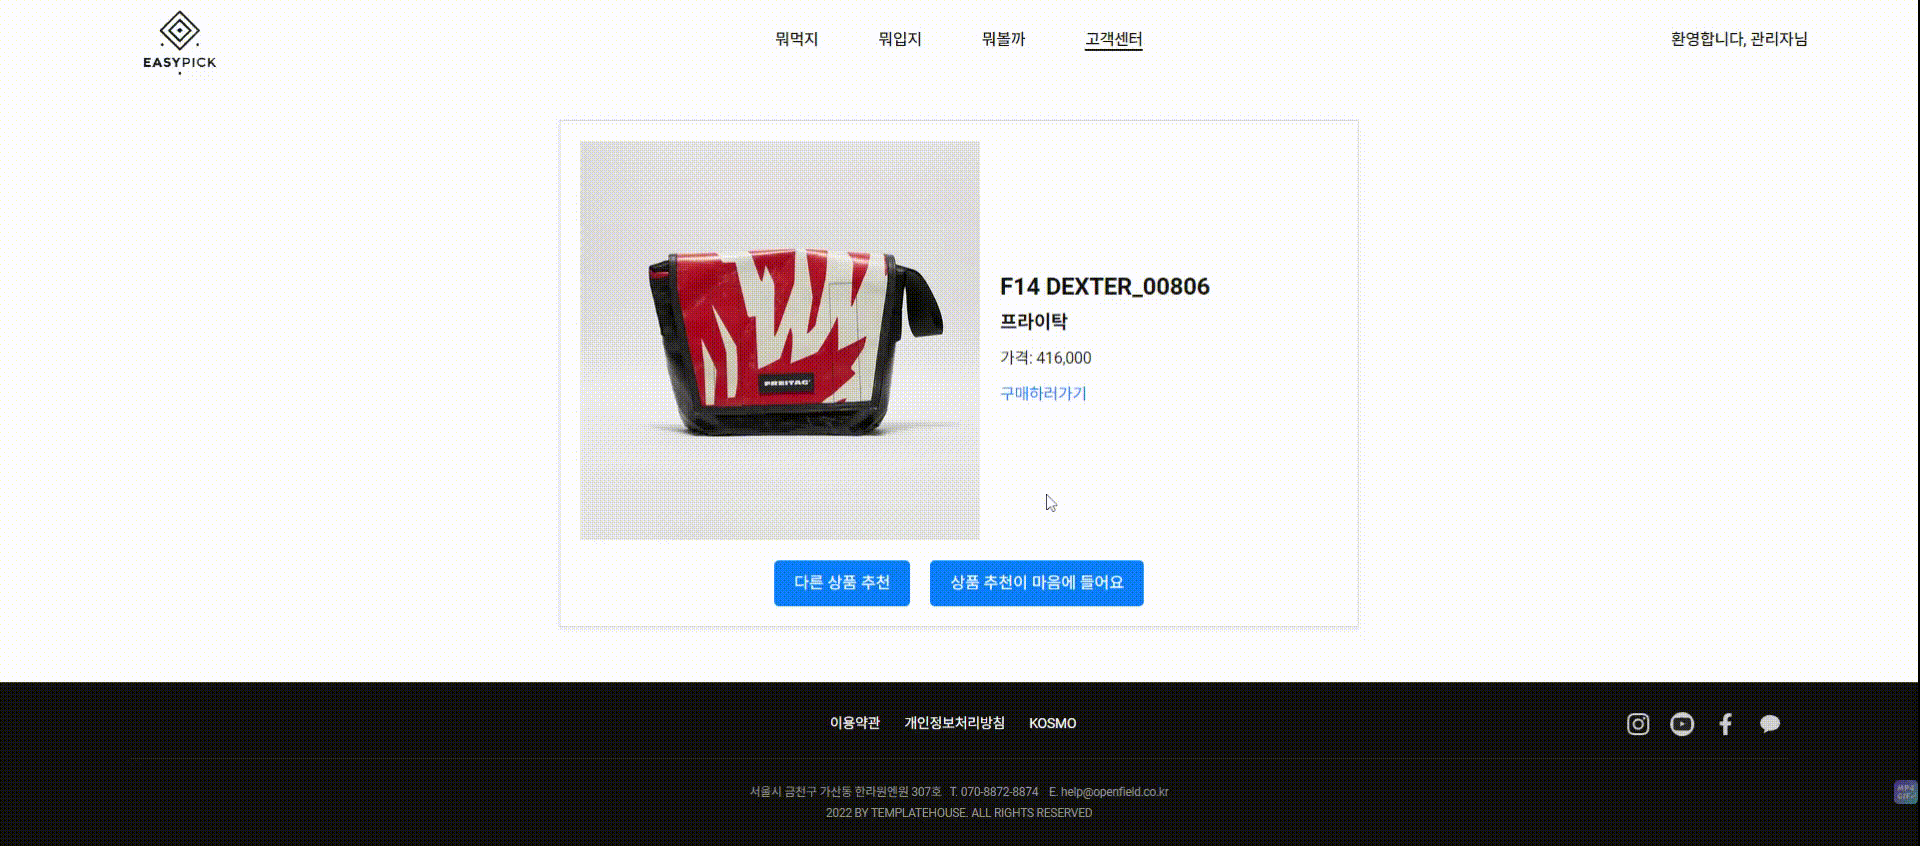 EASYPICK
뭐먹지 뭐입지 뭐볼까 고객센터
환영합니다, 관리자님
FREITAG
F14 DEXTER_00806
프라이탁
가격: 416,000
구매하러가기
다른 상품 추천 상품 추천이 마음에 들어요
이용약관 개인정보처리방침 KOSMO
서울시 금천구 가산동 한라원엔원 307호 T. 070-8872-8874 E. help@openfield.co.kr
2022 BY TEMPLATEHOUSE. ALL RIGHTS RESERVED
MP4
GIF